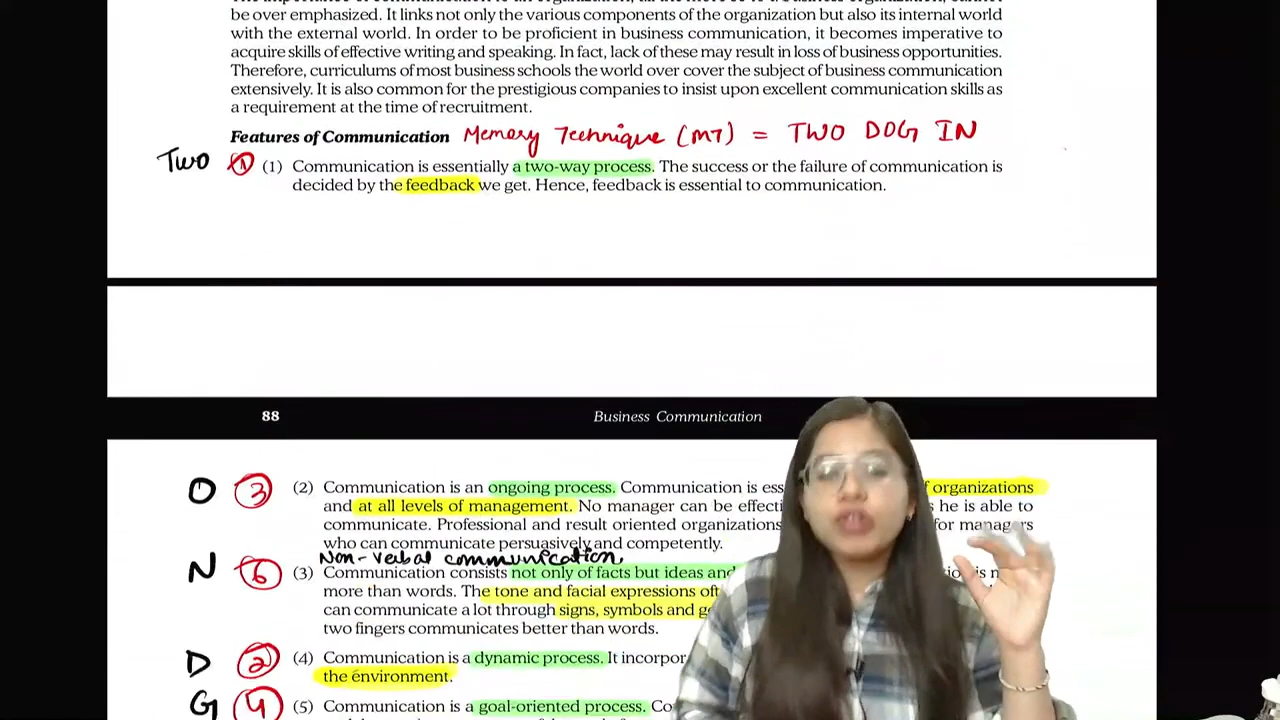 be over emphasized. It links not only the various components of the organization but also its internal world
with the external world. In order to be proficient in business communication, it becomes imperative to
acquire skills of effective writing and speaking. In fact, lack of these may result in loss of business opportunities.
Therefore, curriculums of most business schools the world over cover the subject of business communication
extensively. It is also common for the prestigious companies to insist upon excellent communication skills as
a requirement at the time of recruitment.
Features of Communication Memory Technique (MT) = TWO DOG IN
Two 1 (1) Communication is essentially a two-way process. The success or the failure of communication is
decided by the feedback we get. Hence, feedback is essential to communication.
88 Business Communication
O 3 (2) Communication is an ongoing process. Communication is ess f organizations
and at all levels of management. No manager can be effecti s he is able to
communicate. Professional and result oriented organizations for managers
who can communicate persuasively and competently.
Non-verbal communication.
N 6 (3) Communication consists not only of facts but ideas and
more than words. The tone and facial expressions oft
can communicate a lot through signs, symbols and ge
two fingers communicates better than words.
D 2 (4) Communication is a dynamic process. It incorpor
the énvironment.
G 4 (5) Communication is a goal-oriented process. Co